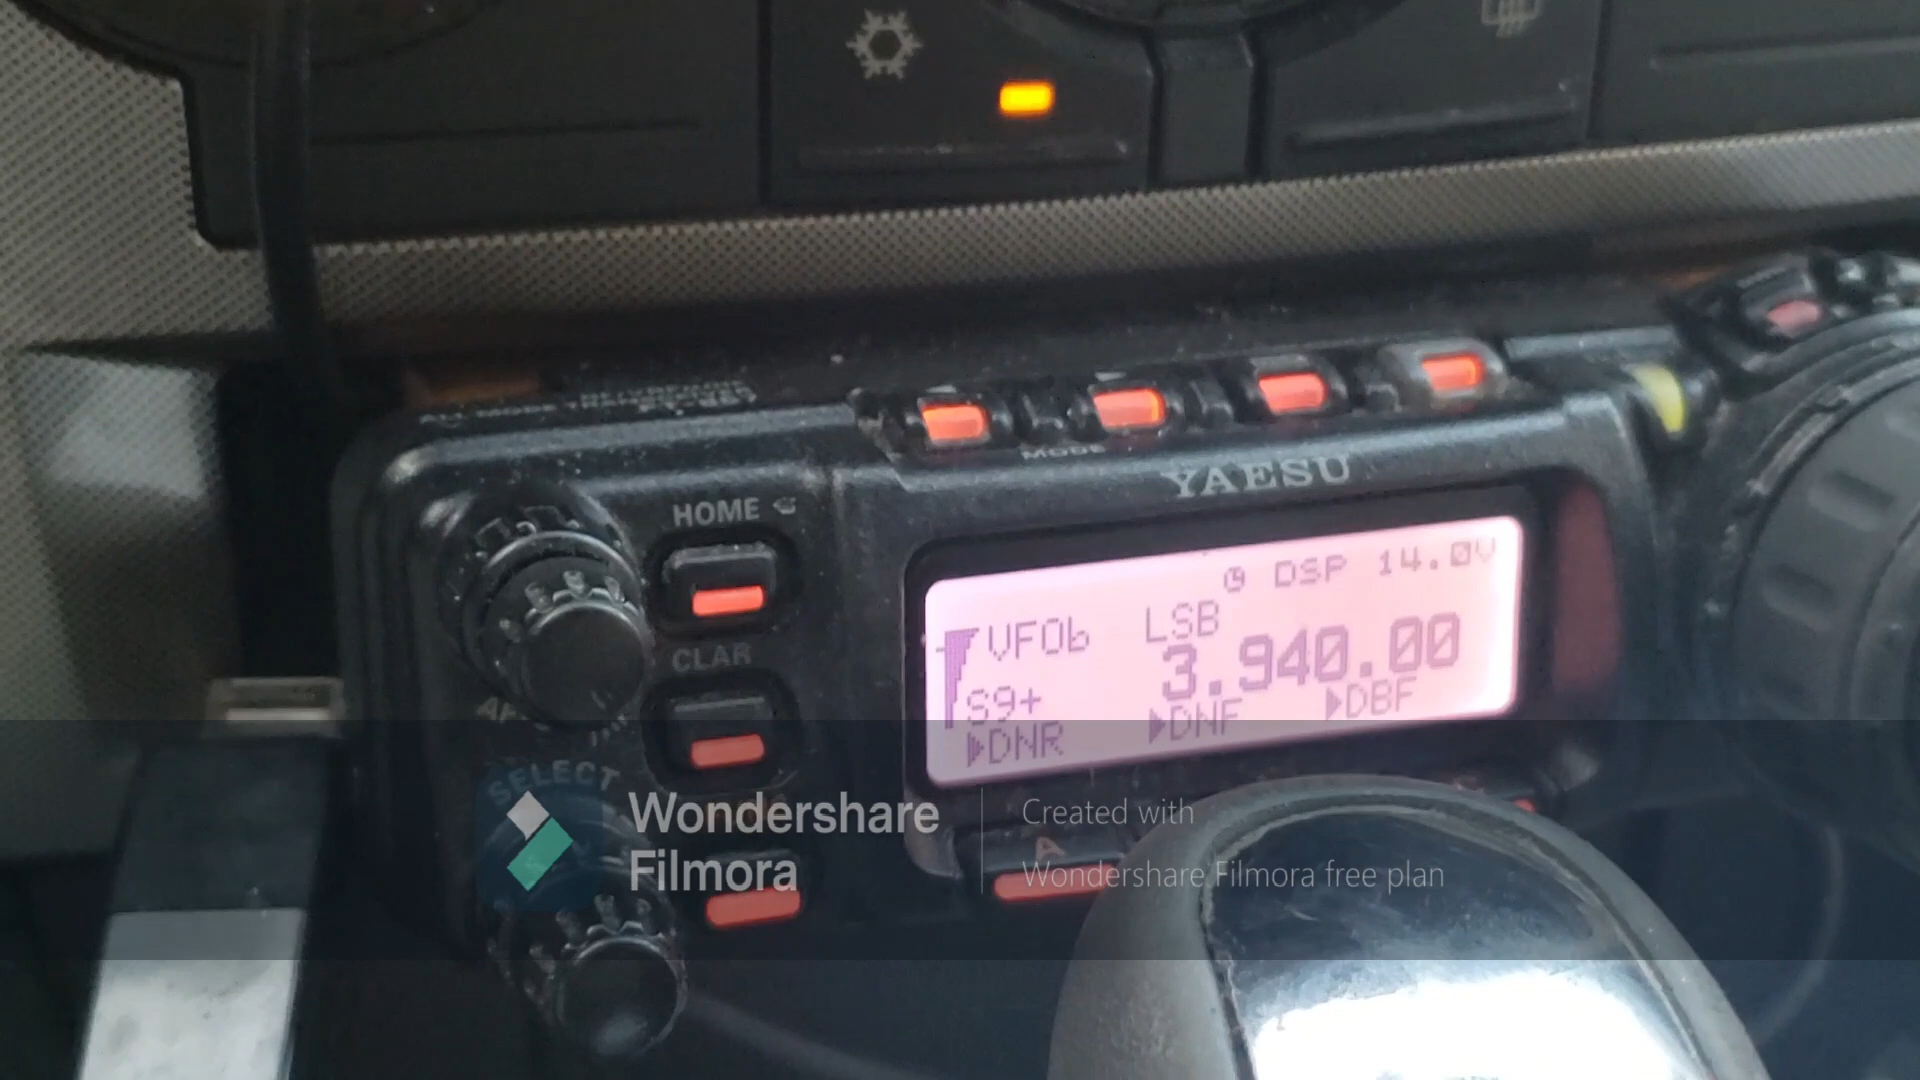 HOME
MODE
YAESU
DSP 14.0V
CLAR
VFOb LSB
3.940.00
S9+
DNR DNF DBF
SELECT
A
Wondershare
Filmora
Created with
Wondershare Filmora free plan